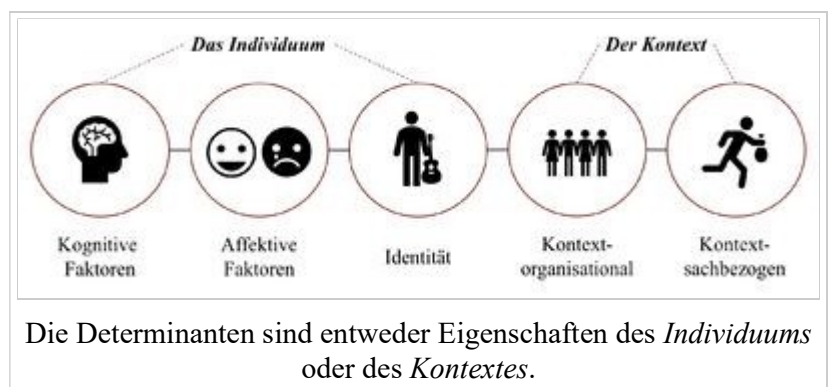 Das Individuum
Der Kontext
Kognitive
Faktoren
Affektive
Faktoren
Identität
Kontext-
organisational
Kontext-
sachbezogen
Die Determinanten sind entweder Eigenschaften des Individuums
oder des Kontextes.